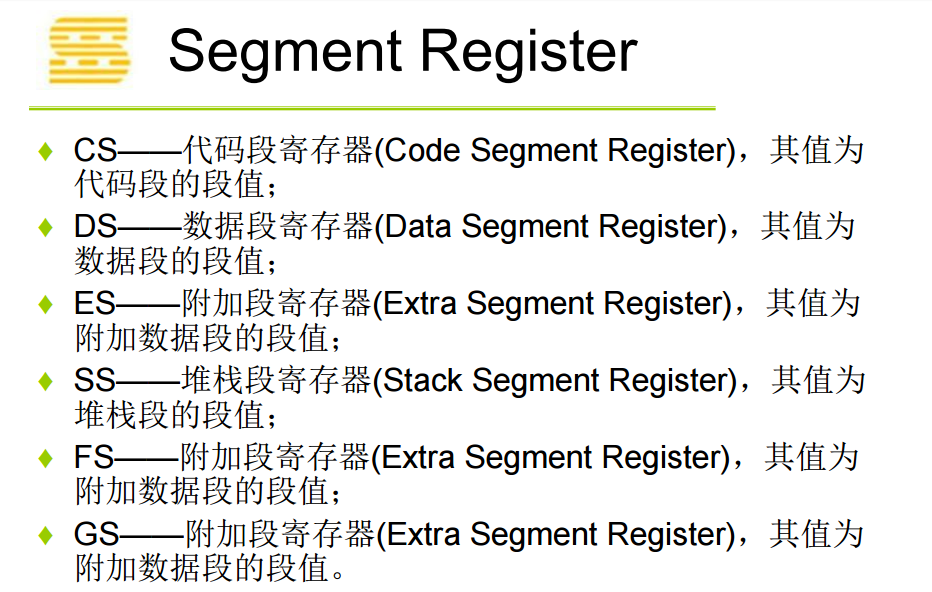 Segment Register
CS——代码段寄存器(Code Segment Register)，其值为
代码段的段值；
DS——数据段寄存器(Data Segment Register)，其值为
数据段的段值；
ES——附加段寄存器(Extra Segment Register)，其值为
附加数据段的段值；
SS——堆栈段寄存器(Stack Segment Register)，其值为
堆栈段的段值；
FS——附加段寄存器(Extra Segment Register)，其值为
附加数据段的段值；
GS——附加段寄存器(Extra Segment Register)，其值为
附加数据段的段值。